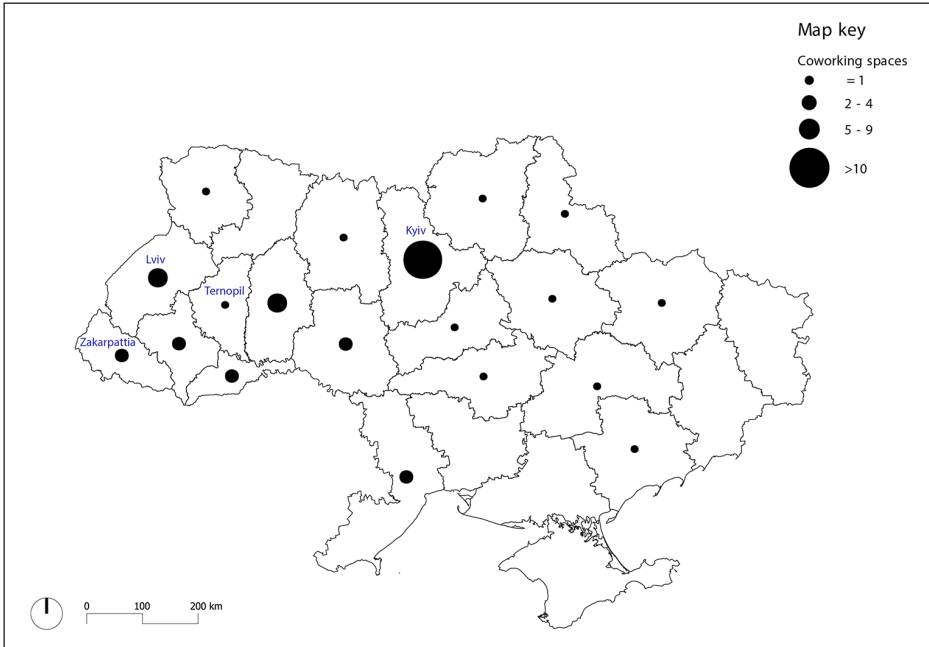 Map key
Coworking spaces
= 1
2 - 4
5 - 9
>10
Kyiv
Lviv
Ternopil
Zakarpattia
0 100 200 km